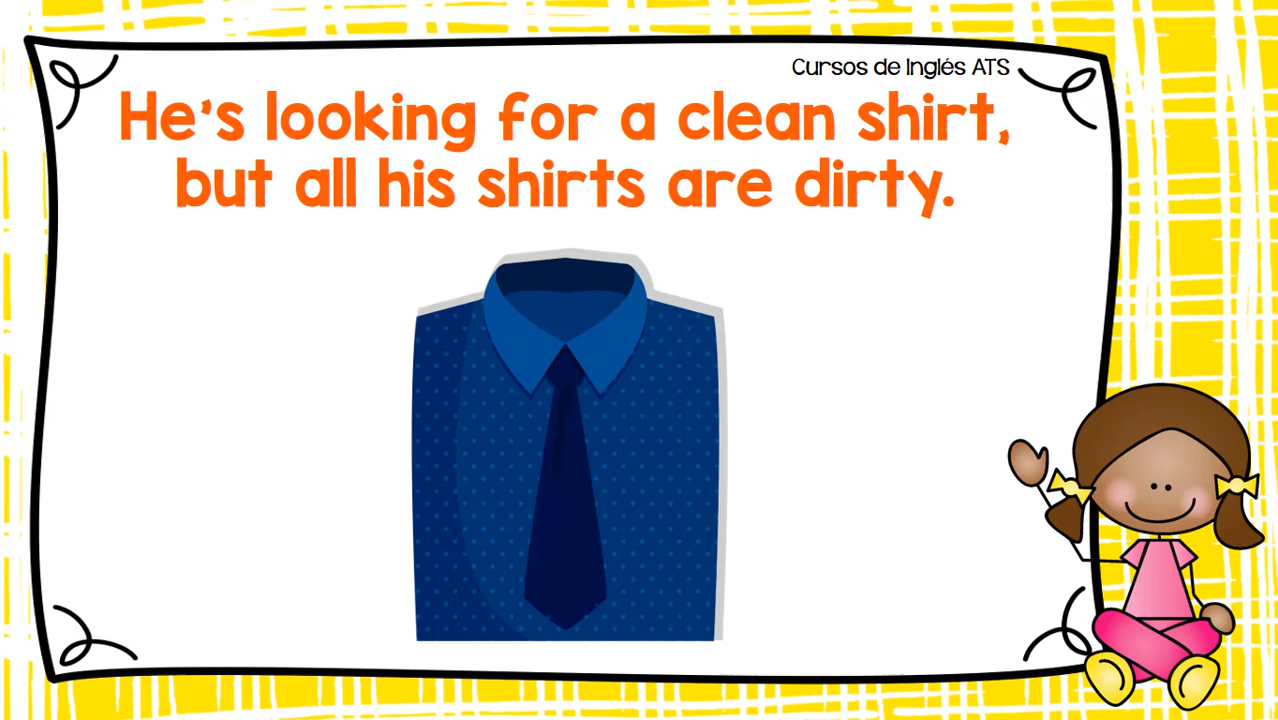 Cursos de Inglés ATS
He's looking for a clean shirt,
but all his shirts are dirty.